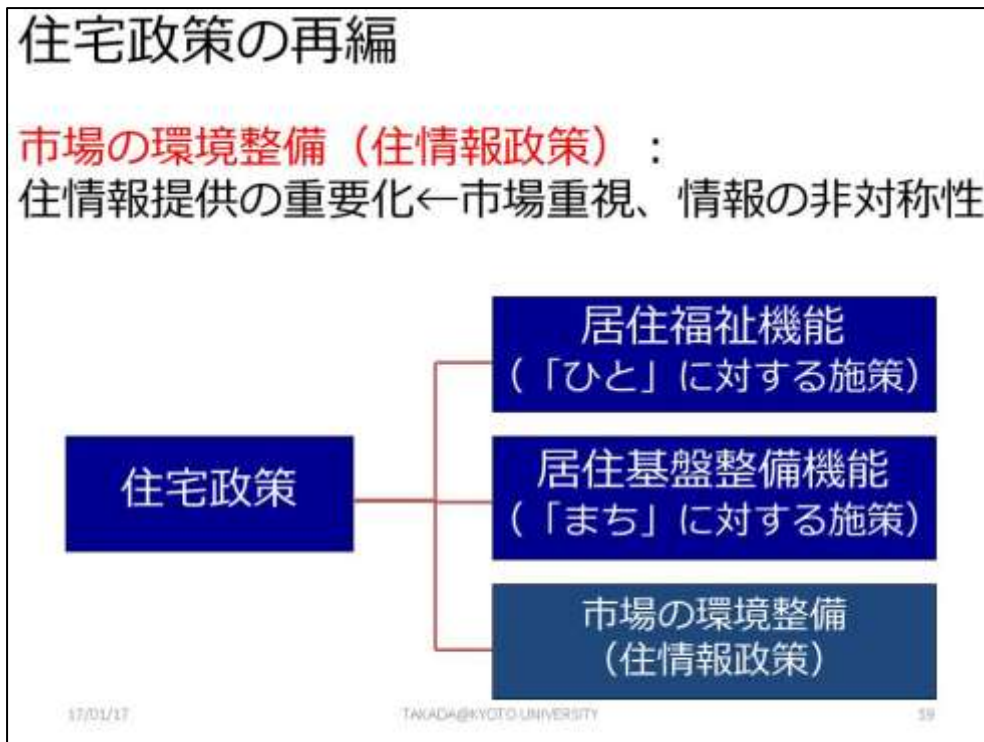 住宅政策の再編
市場の環境整備（住情報政策）：
住情報提供の重要化←市場重視、情報の非対称性
居住福祉機能
（「ひと」に対する施策）
住宅政策
居住基盤整備機能
（「まち」に対する施策）
市場の環境整備
（住情報政策）
17/01/17
TAKADA@KYOTO UNIVERSITY
59